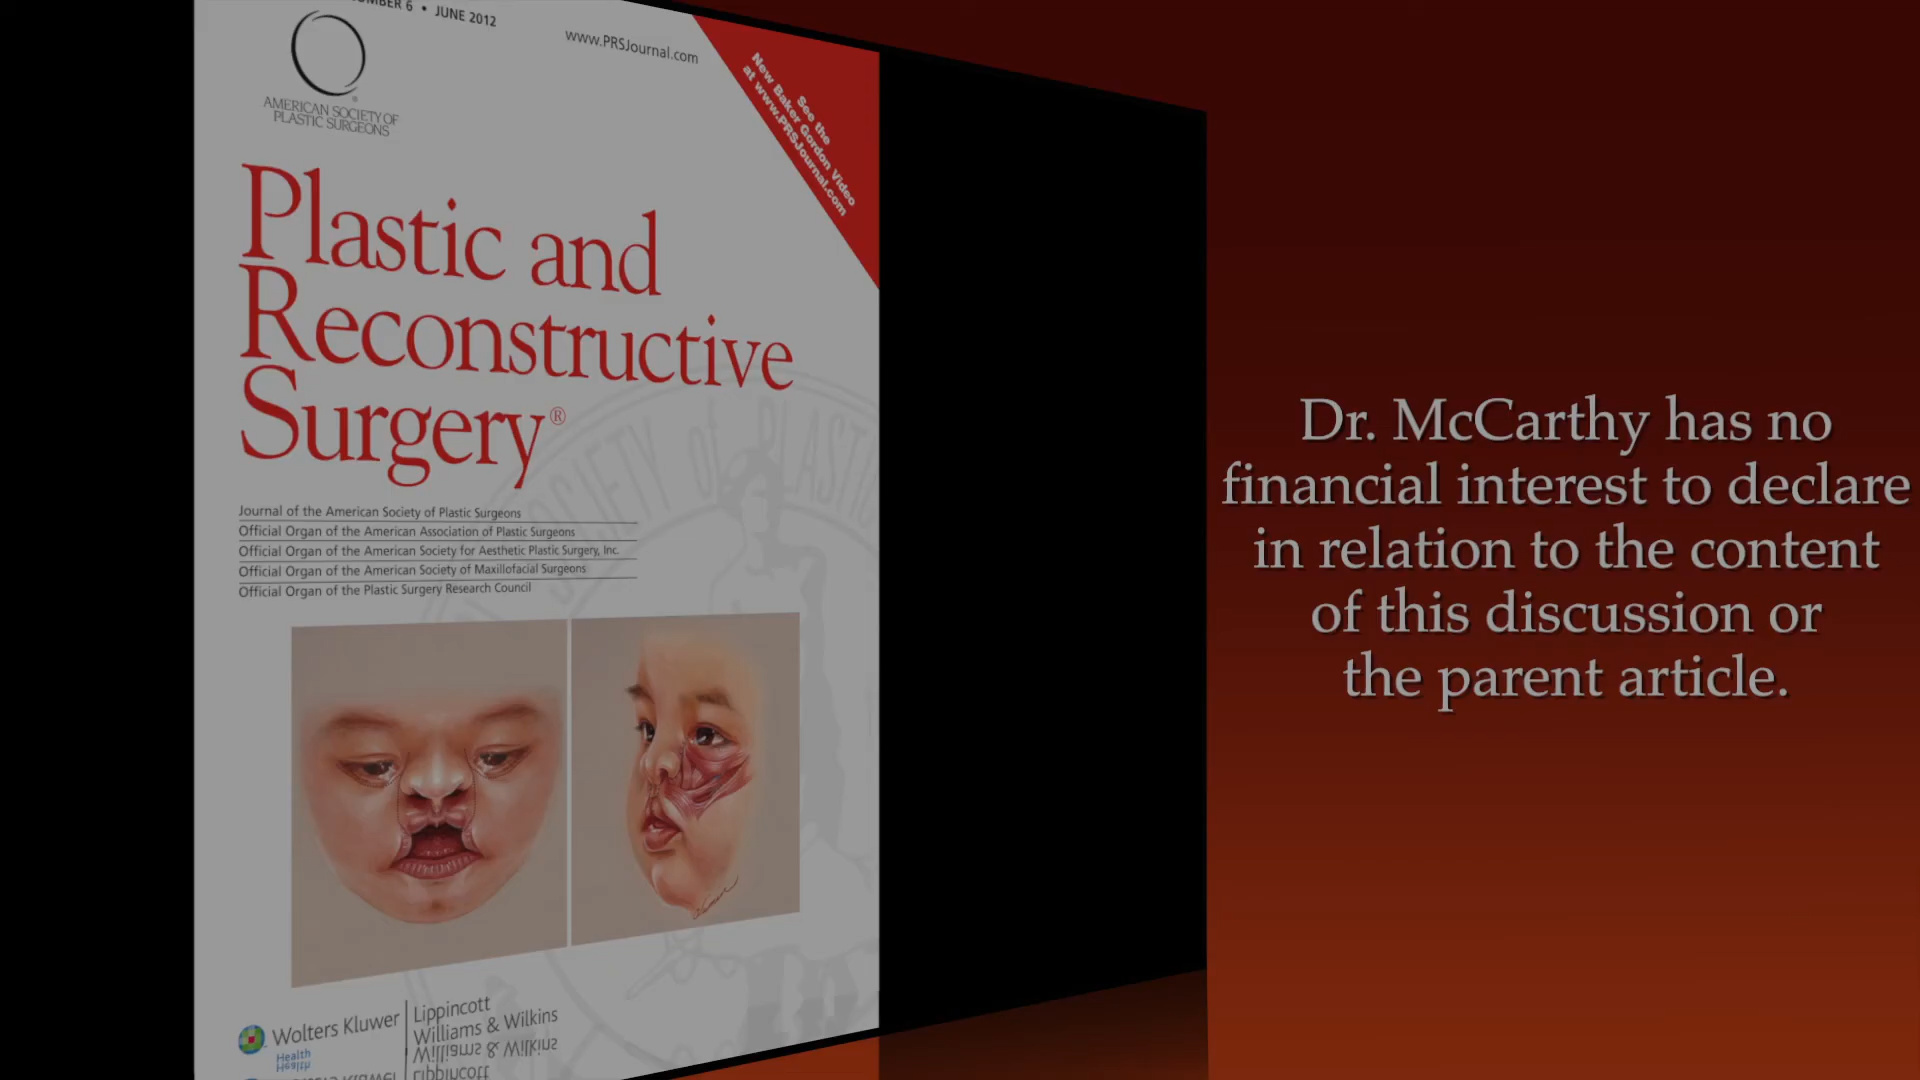 NUMBER 6 • JUNE 2012
www.PRSJournal.com
AMERICAN SOCIETY OF
PLASTIC SURGEONS
See the
New Baker Gordon Video
at www.PRSJournal.com
Plastic and
Reconstructive
Surgery®
Journal of the American Society of Plastic Surgeons
Official Organ of the American Association of Plastic Surgeons
Official Organ of the American Society for Aesthetic Plastic Surgery, Inc.
Official Organ of the American Society of Maxillofacial Surgeons
Official Organ of the Plastic Surgery Research Council
SOCIETY of PLAST
Wolters Kluwer
Health
Lippincott
Williams & Wilkins
Dr. McCarthy has no
financial interest to declare
in relation to the content
of this discussion or
the parent article.